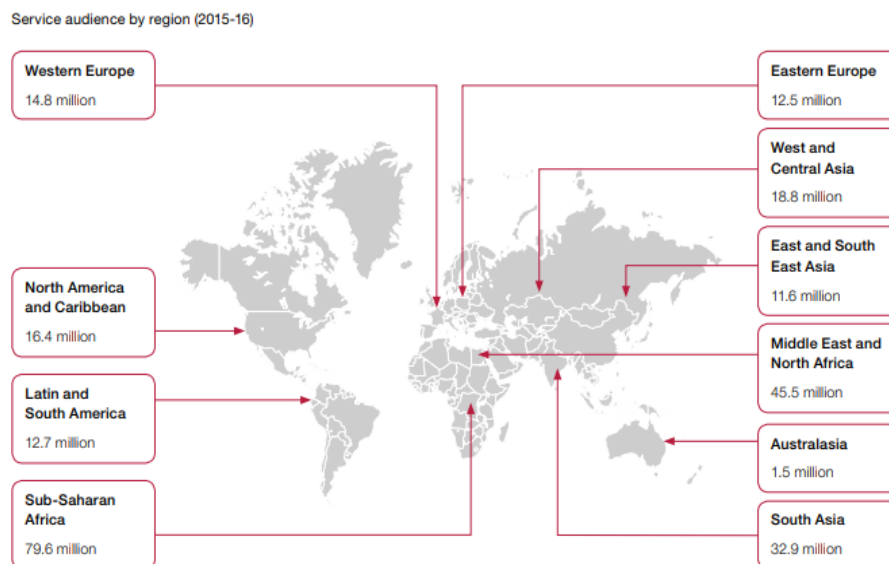 Service audience by region (2015-16)
Western Europe
14.8 million
North America
and Caribbean
16.4 million
Latin and
South America
12.7 million
Sub-Saharan
Africa
79.6 million
Eastern Europe
12.5 million
West and
Central Asia
18.8 million
East and South
East Asia
11.6 million
Middle East and
North Africa
45.5 million
Australasia
1.5 million
South Asia
32.9 million